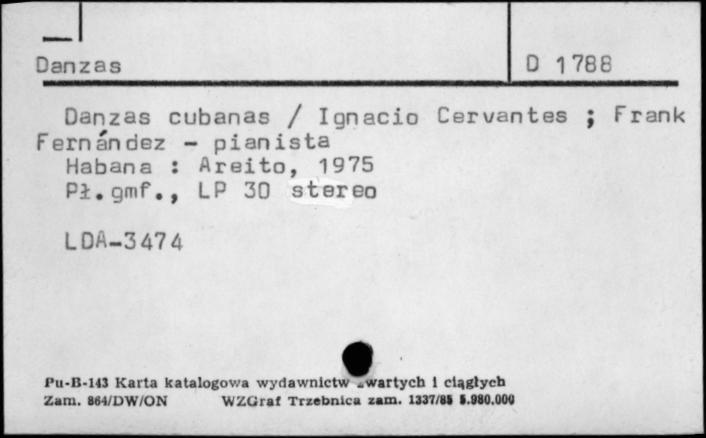 Danzas
D 1788
Danzas cubanas / Ignacio Cervantes ; Frank
Fernández - pianista
Habana : Areito, 1975
Pł.gmf., LP 30 stereo
LDA-3474
Pu-B-143 Karta katalogowa wydawnictw zwartych i ciągłych
Zam. 864/DW/ON WZGraf Trzebnica zam. 1337/85 5.980.000